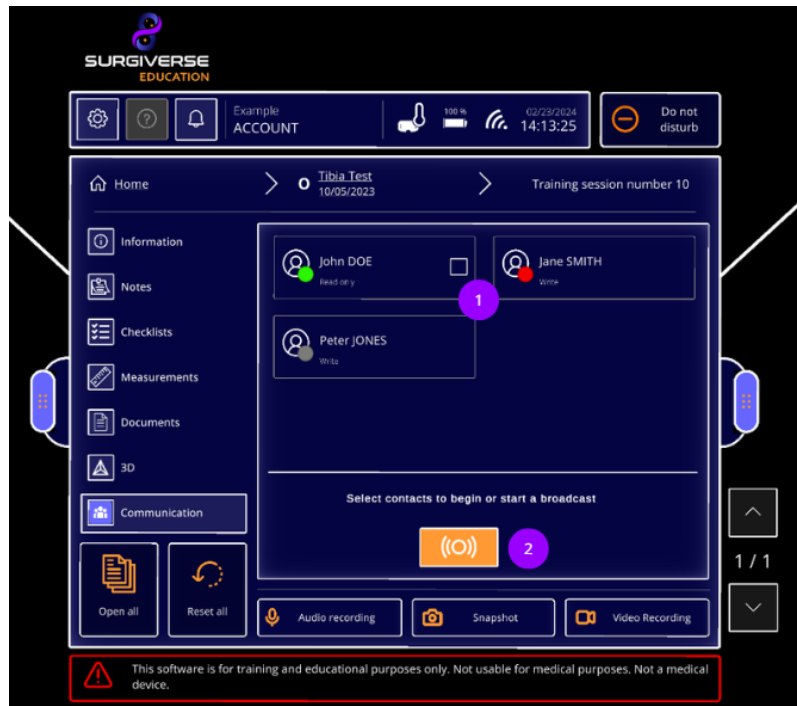 SURGIVERSE
EDUCATION
Example
ACCOUNT
100 %
02/23/2024
14:13:25
Do not
disturb
Home
Tibia Test
10/05/2023
Training session number 10
Information
Notes
Checklists
Measurements
Documents
3D
Communication
Open all
Reset all
John DOE
Read only
1
Jane SMITH
Write
Peter JONES
Write
Select contacts to begin or start a broadcast
2
1 / 1
Audio recording
Snapshot
Video Recording
This software is for training and educational purposes only. Not usable for medical purposes. Not a medical
device.